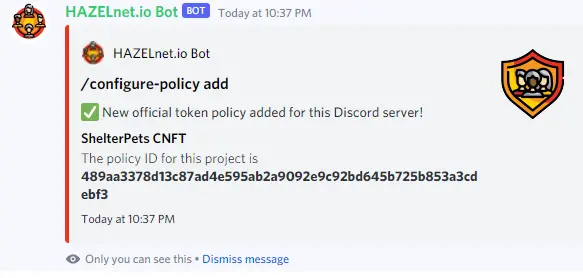 HAZELnet.io Bot BOT Today at 10:37 PM
HAZELnet.io Bot
/configure-policy add
New official token policy added for this Discord server!
ShelterPets CNFT
The policy ID for this project is
489aa3378d13c87ad4e595ab2a9092e9c92bd645b725b853a3cd
ebf3
Today at 10:37 PM
Only you can see this • Dismiss message